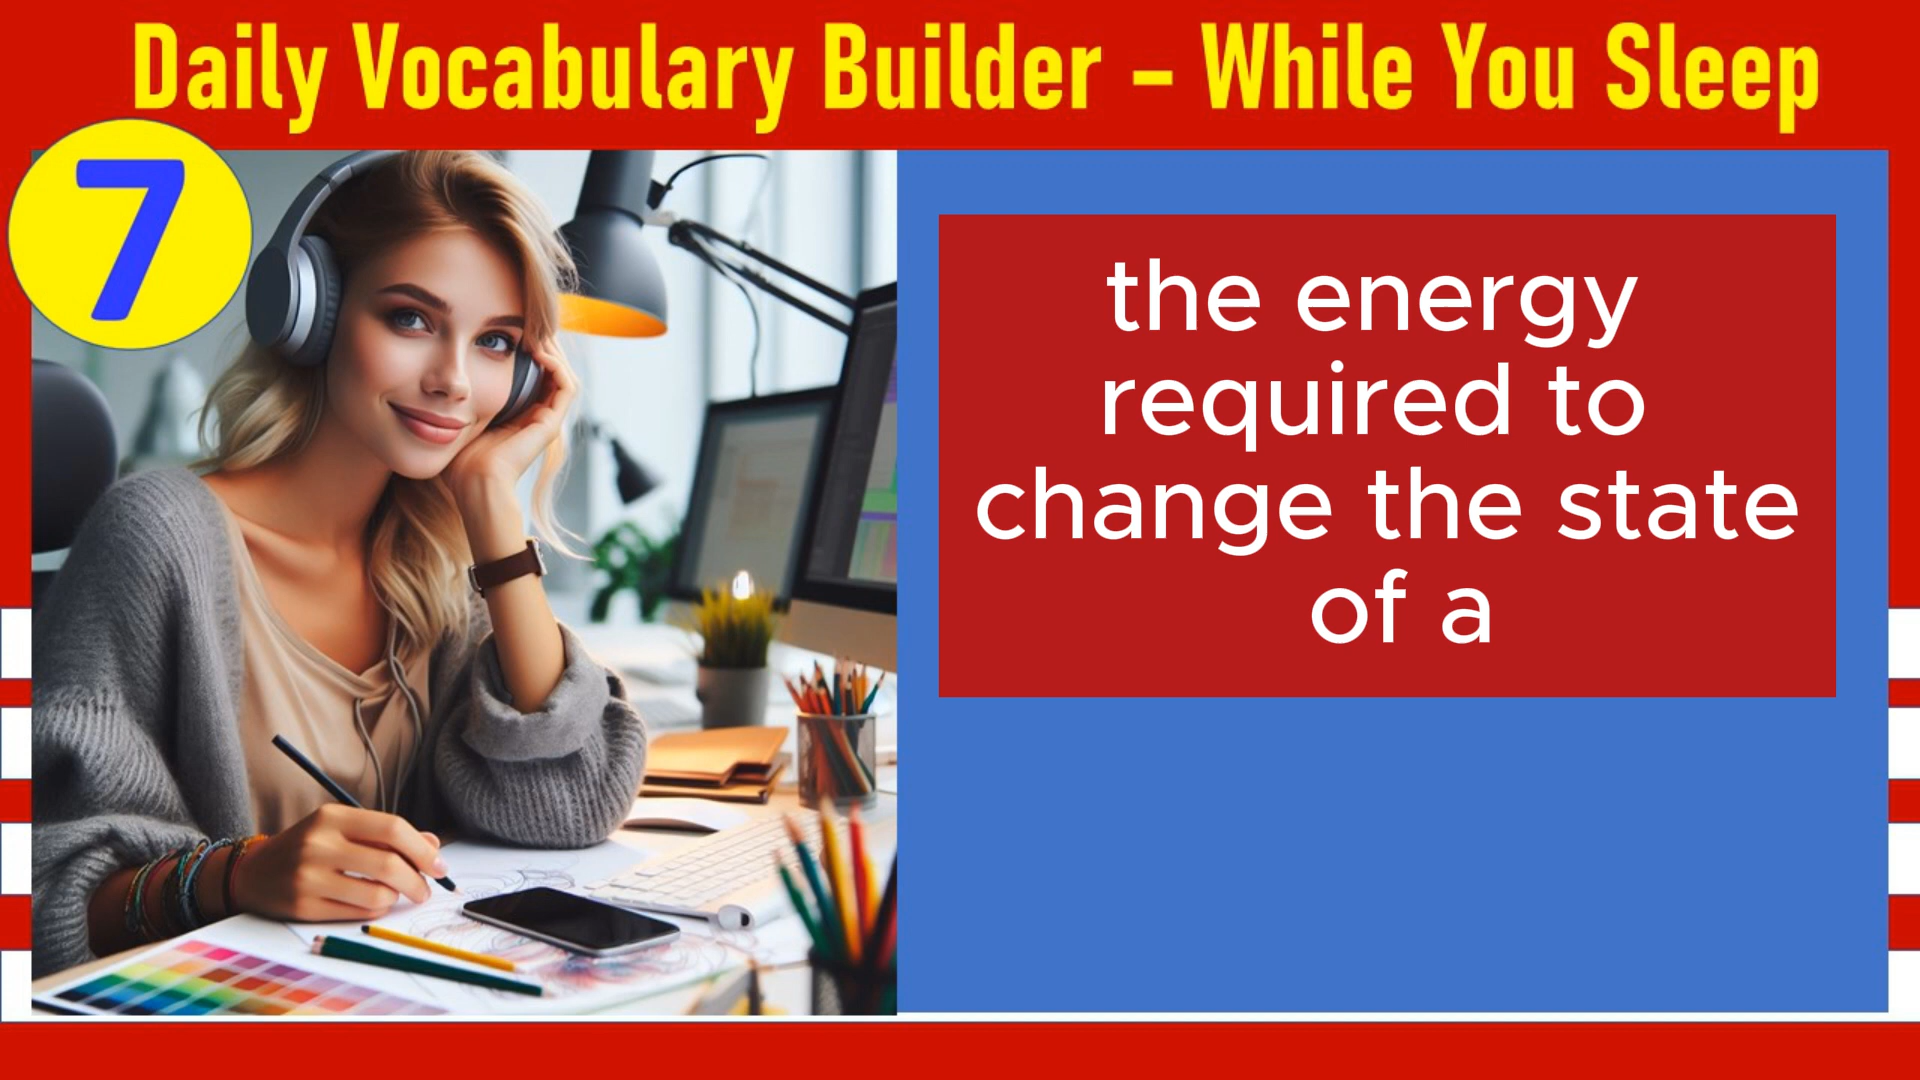 Daily Vocabulary Builder – While You Sleep
7
the energy
required to
change the state
of a